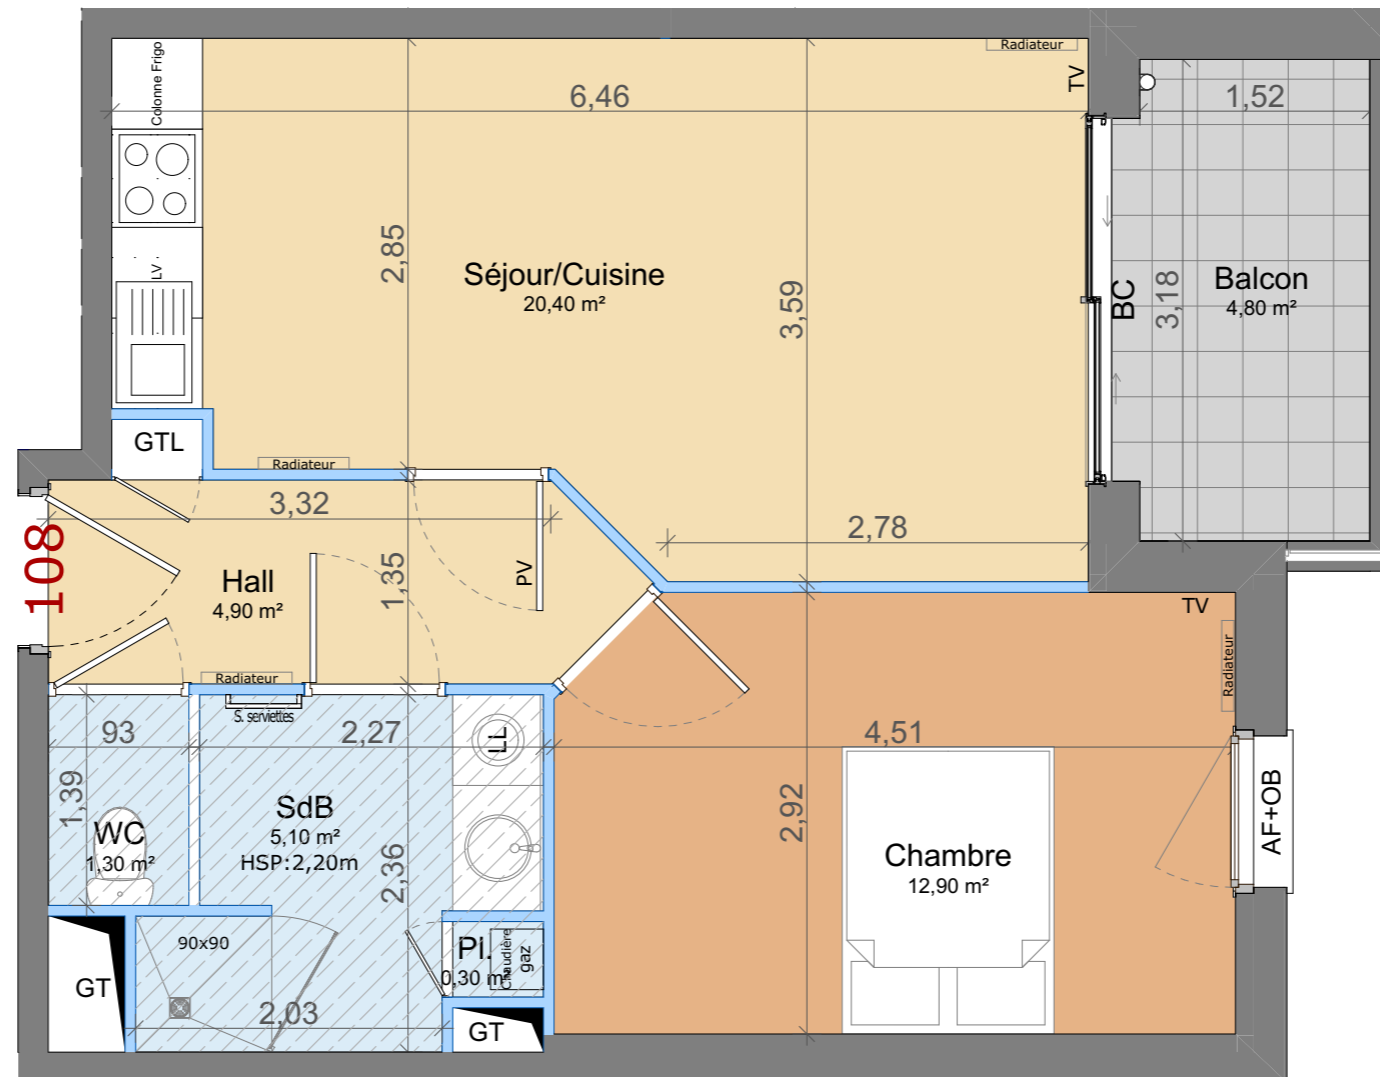 Colonne Frigo
Radiateur
TV
6,46
1,52
2,85
LV
Séjour/Cuisine
20,40 m²
3,59
BC
3,18
Balcon
4,80 m²
GTL
Radiateur
3,32
2,78
108
Hall
4,90 m²
1,35
PV
TV
Radiateur
Radiateur
S. serviettes
93
2,27
LL
4,51
1,39
WC
1,30 m²
SdB
5,10 m²
HSP:2,20m
2,36
2,92
Chambre
12,90 m²
AF+OB
90x90
Pl.
0,30 m²
Chaudière
gaz
GT
2,03
GT